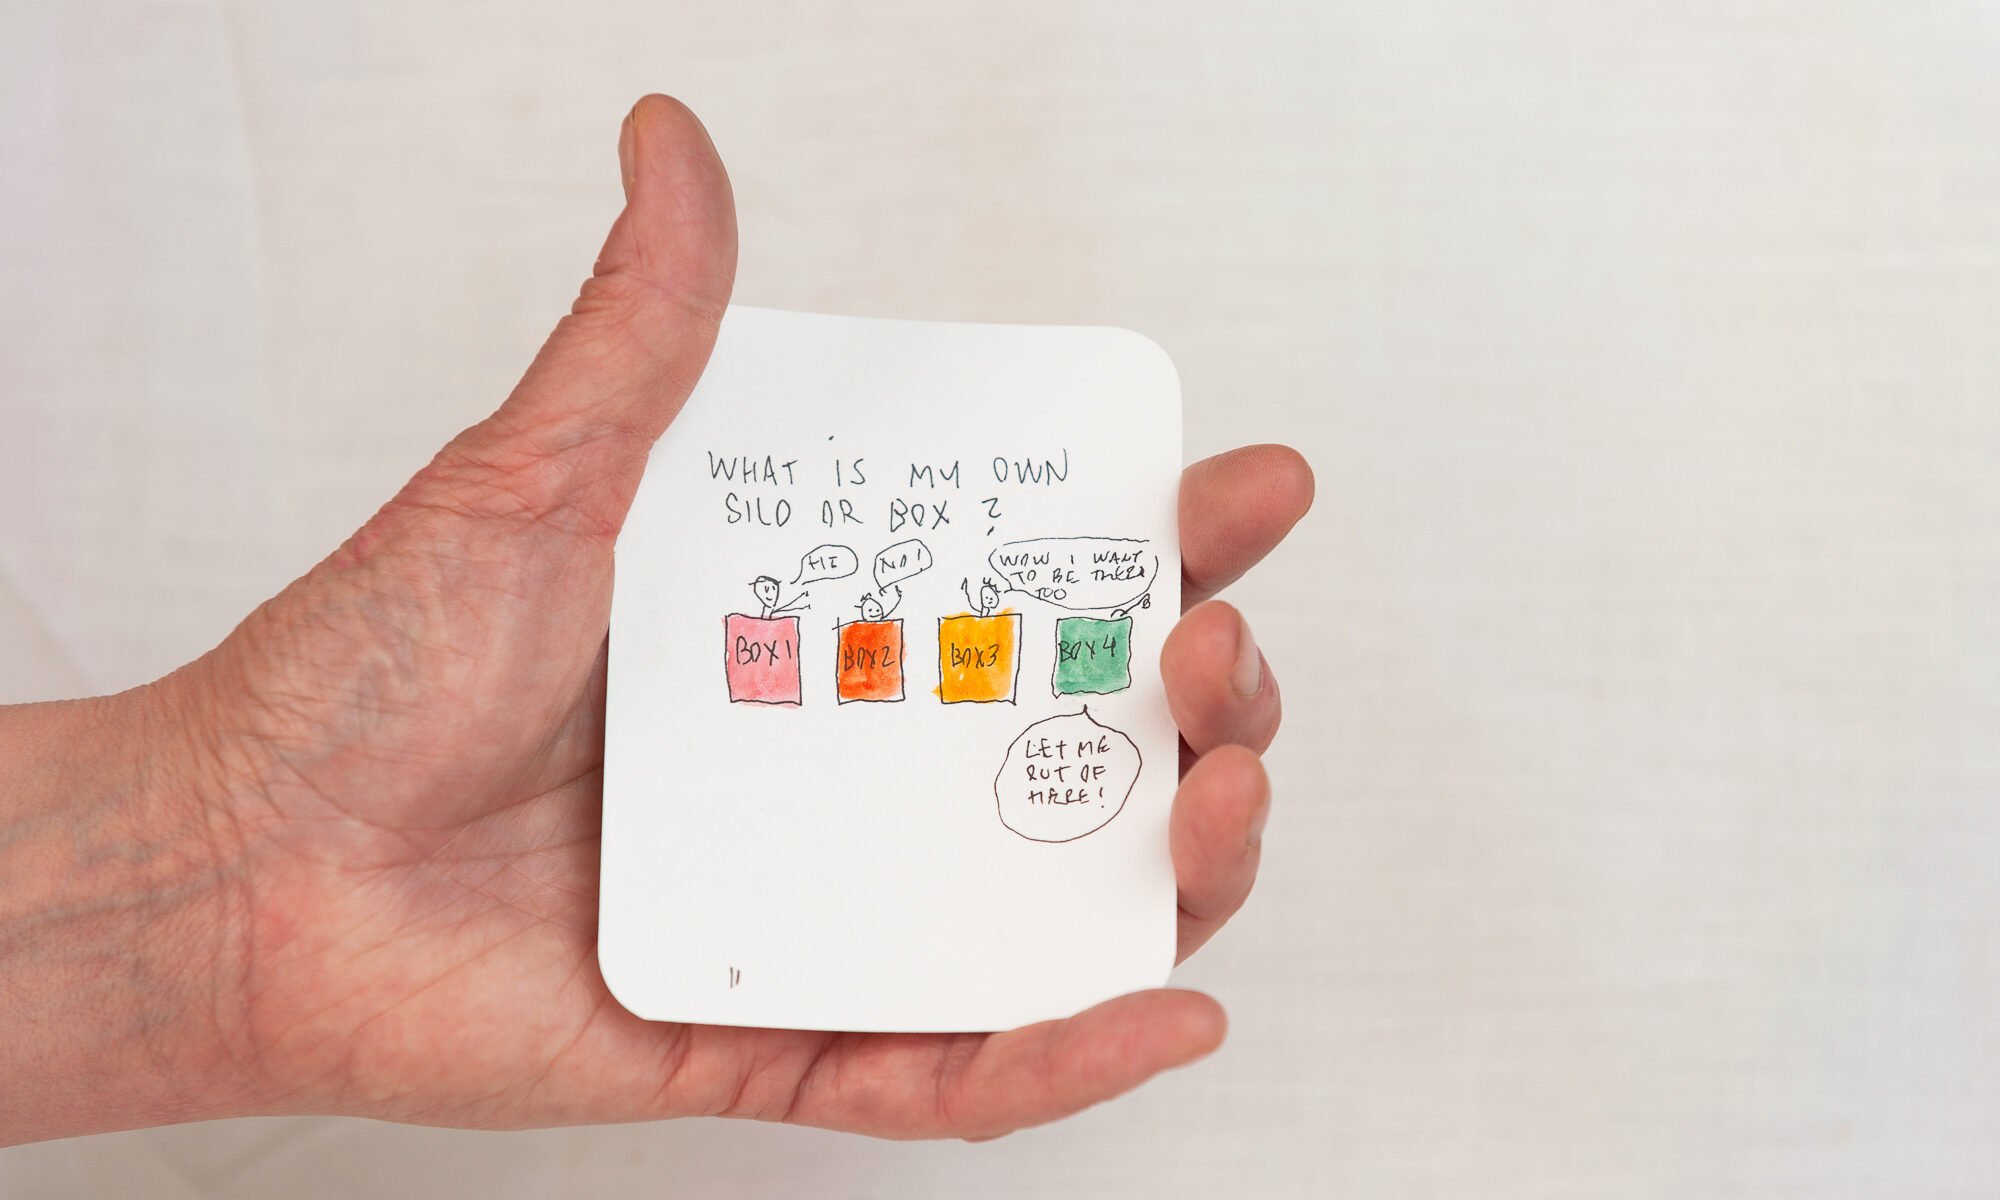 WHAT IS MY OWN
SILO OR BOX ?
HI
NO!
WOW I WANT
TO BE THERE
TOO
BOX 1
BOX 2
BOX 3
BOX 4
LET ME
OUT OF
HERE!
11